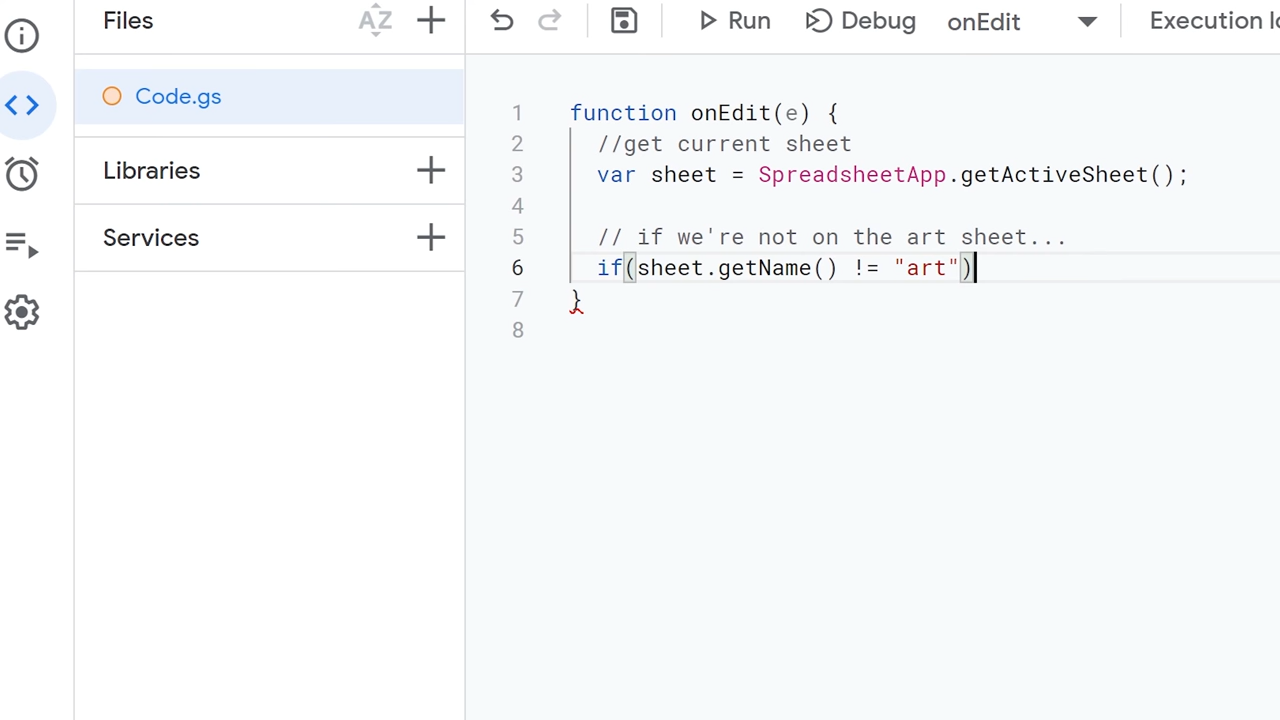 Files
AZ
Run
Debug
onEdit
Execution lo
Code.gs
Libraries
Services
1 function onEdit(e) {
2 //get current sheet
3 var sheet = SpreadsheetApp.getActiveSheet();
4
5 // if we're not on the art sheet...
6 if(sheet.getName() != "art")
7 }
8